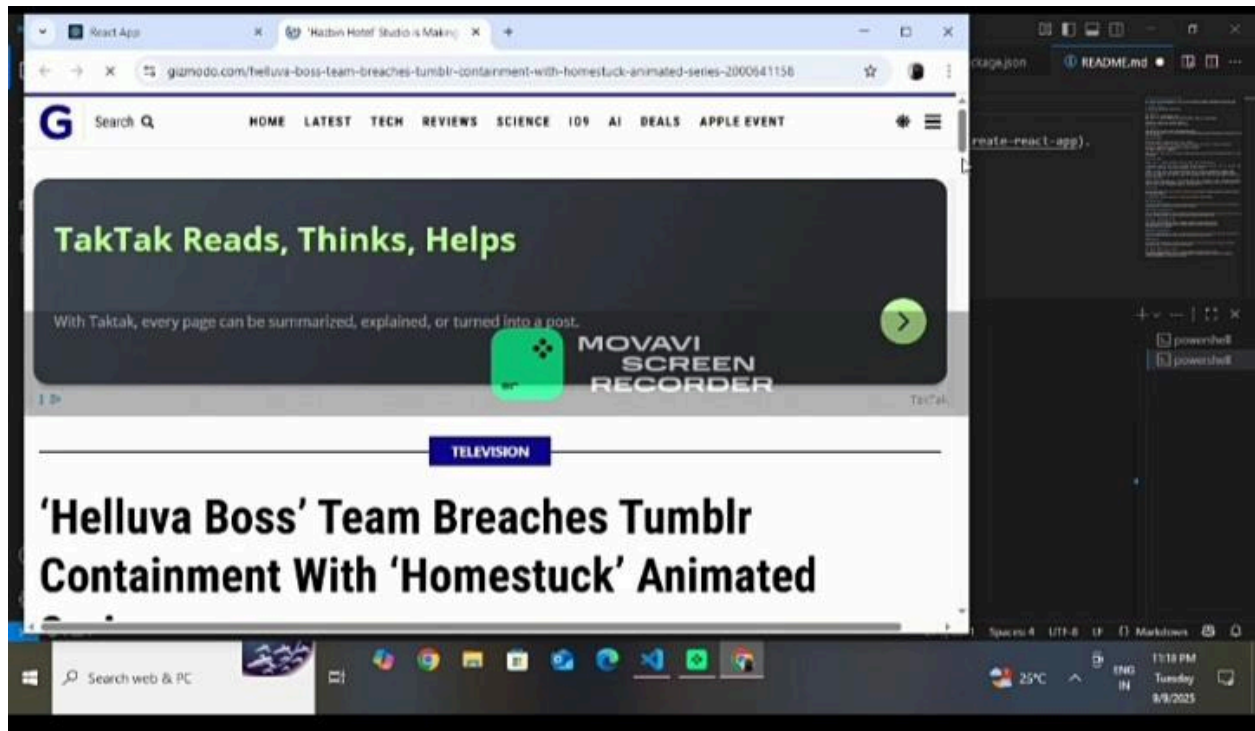 React App
'Hazbin Hotel' Studio is Making
gizmodo.com/helluva-boss-team-breaches-tumblr-containment-with-homestuck-animated-series-2000641158
README.md
G
Search
HOME LATEST TECH REVIEWS SCIENCE IO9 AI DEALS APPLE EVENT
create-react-app).
TakTak Reads, Thinks, Helps
With Taktak, every page can be summarized, explained, or turned into a post.
MOVAVI
SCREEN
RECORDER
TakTak
powershell
powershell
TELEVISION
'Helluva Boss' Team Breaches Tumblr
Containment With 'Homestuck' Animated
Spaces: 4 UTF-8 LF {} Markdown
Search web & PC
25°C
ENG
IN
11:18 PM
Tuesday
9/9/2025